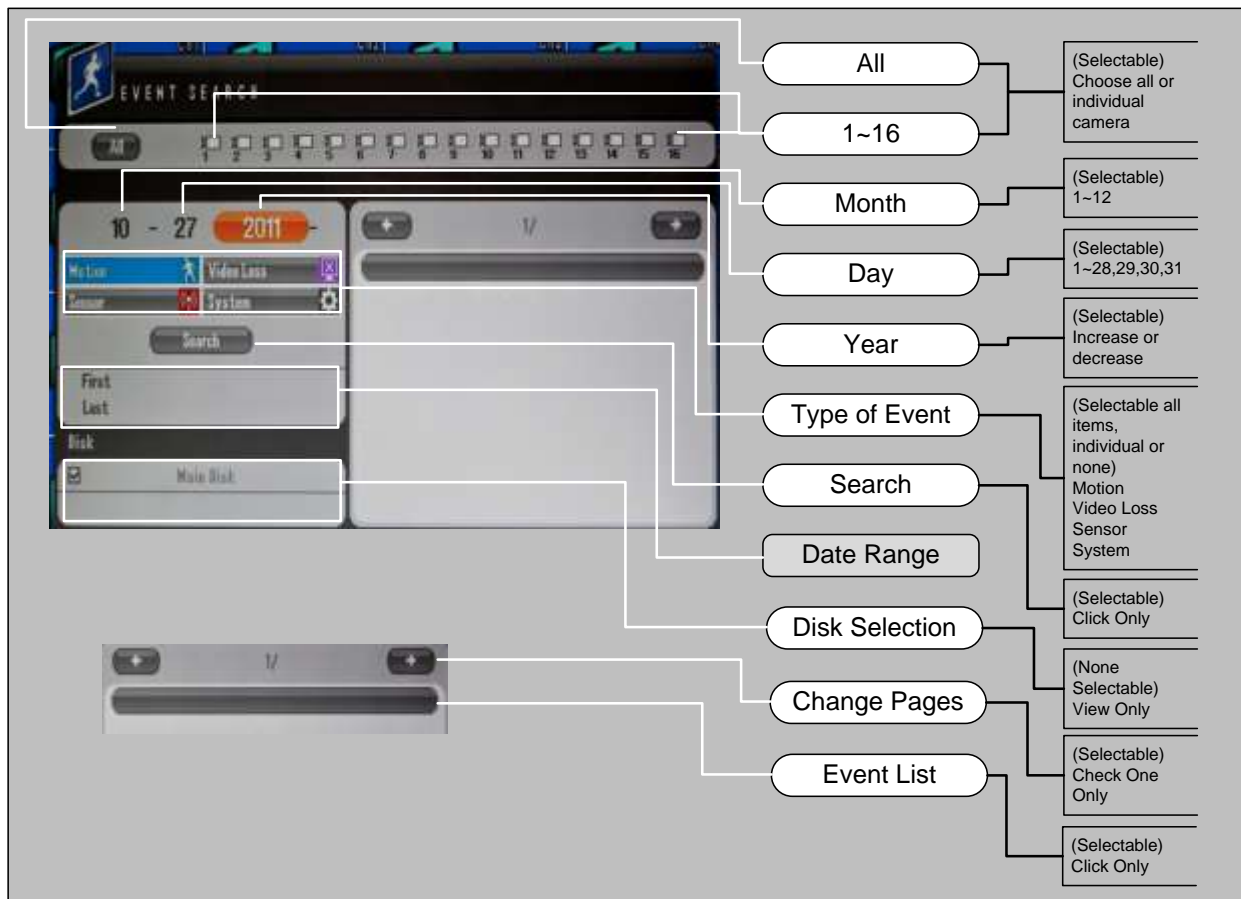 EVENT SEARCH
All
1 2 3 4 5 6 7 8 9 10 11 12 13 14 15 16
10 - 27 2011 -
Motion Video Loss
Sensor System
Search
First
Last
Disk
Main Disk
1/
1/
All
1~16
Month
Day
Year
Type of Event
Search
Date Range
Disk Selection
Change Pages
Event List
(Selectable)
Choose all or
individual
camera
(Selectable)
1~12
(Selectable)
1~28,29,30,31
(Selectable)
Increase or
decrease
(Selectable all
items,
individual or
none)
Motion
Video Loss
Sensor
System
(Selectable)
Click Only
(None
Selectable)
View Only
(Selectable)
Check One
Only
(Selectable)
Click Only